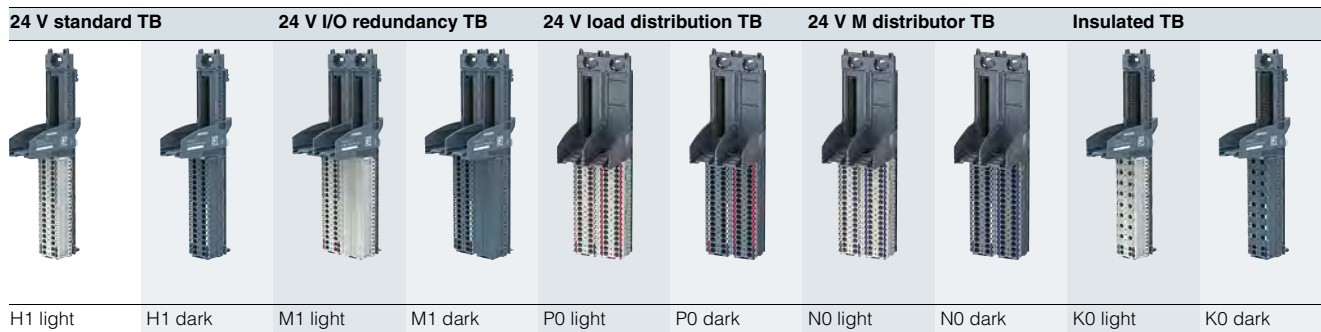 24 V standard TB 24 V I/O redundancy TB 24 V load distribution TB 24 V M distributor TB Insulated TB
H1 light H1 dark M1 light M1 dark P0 light P0 dark N0 light N0 dark K0 light K0 dark